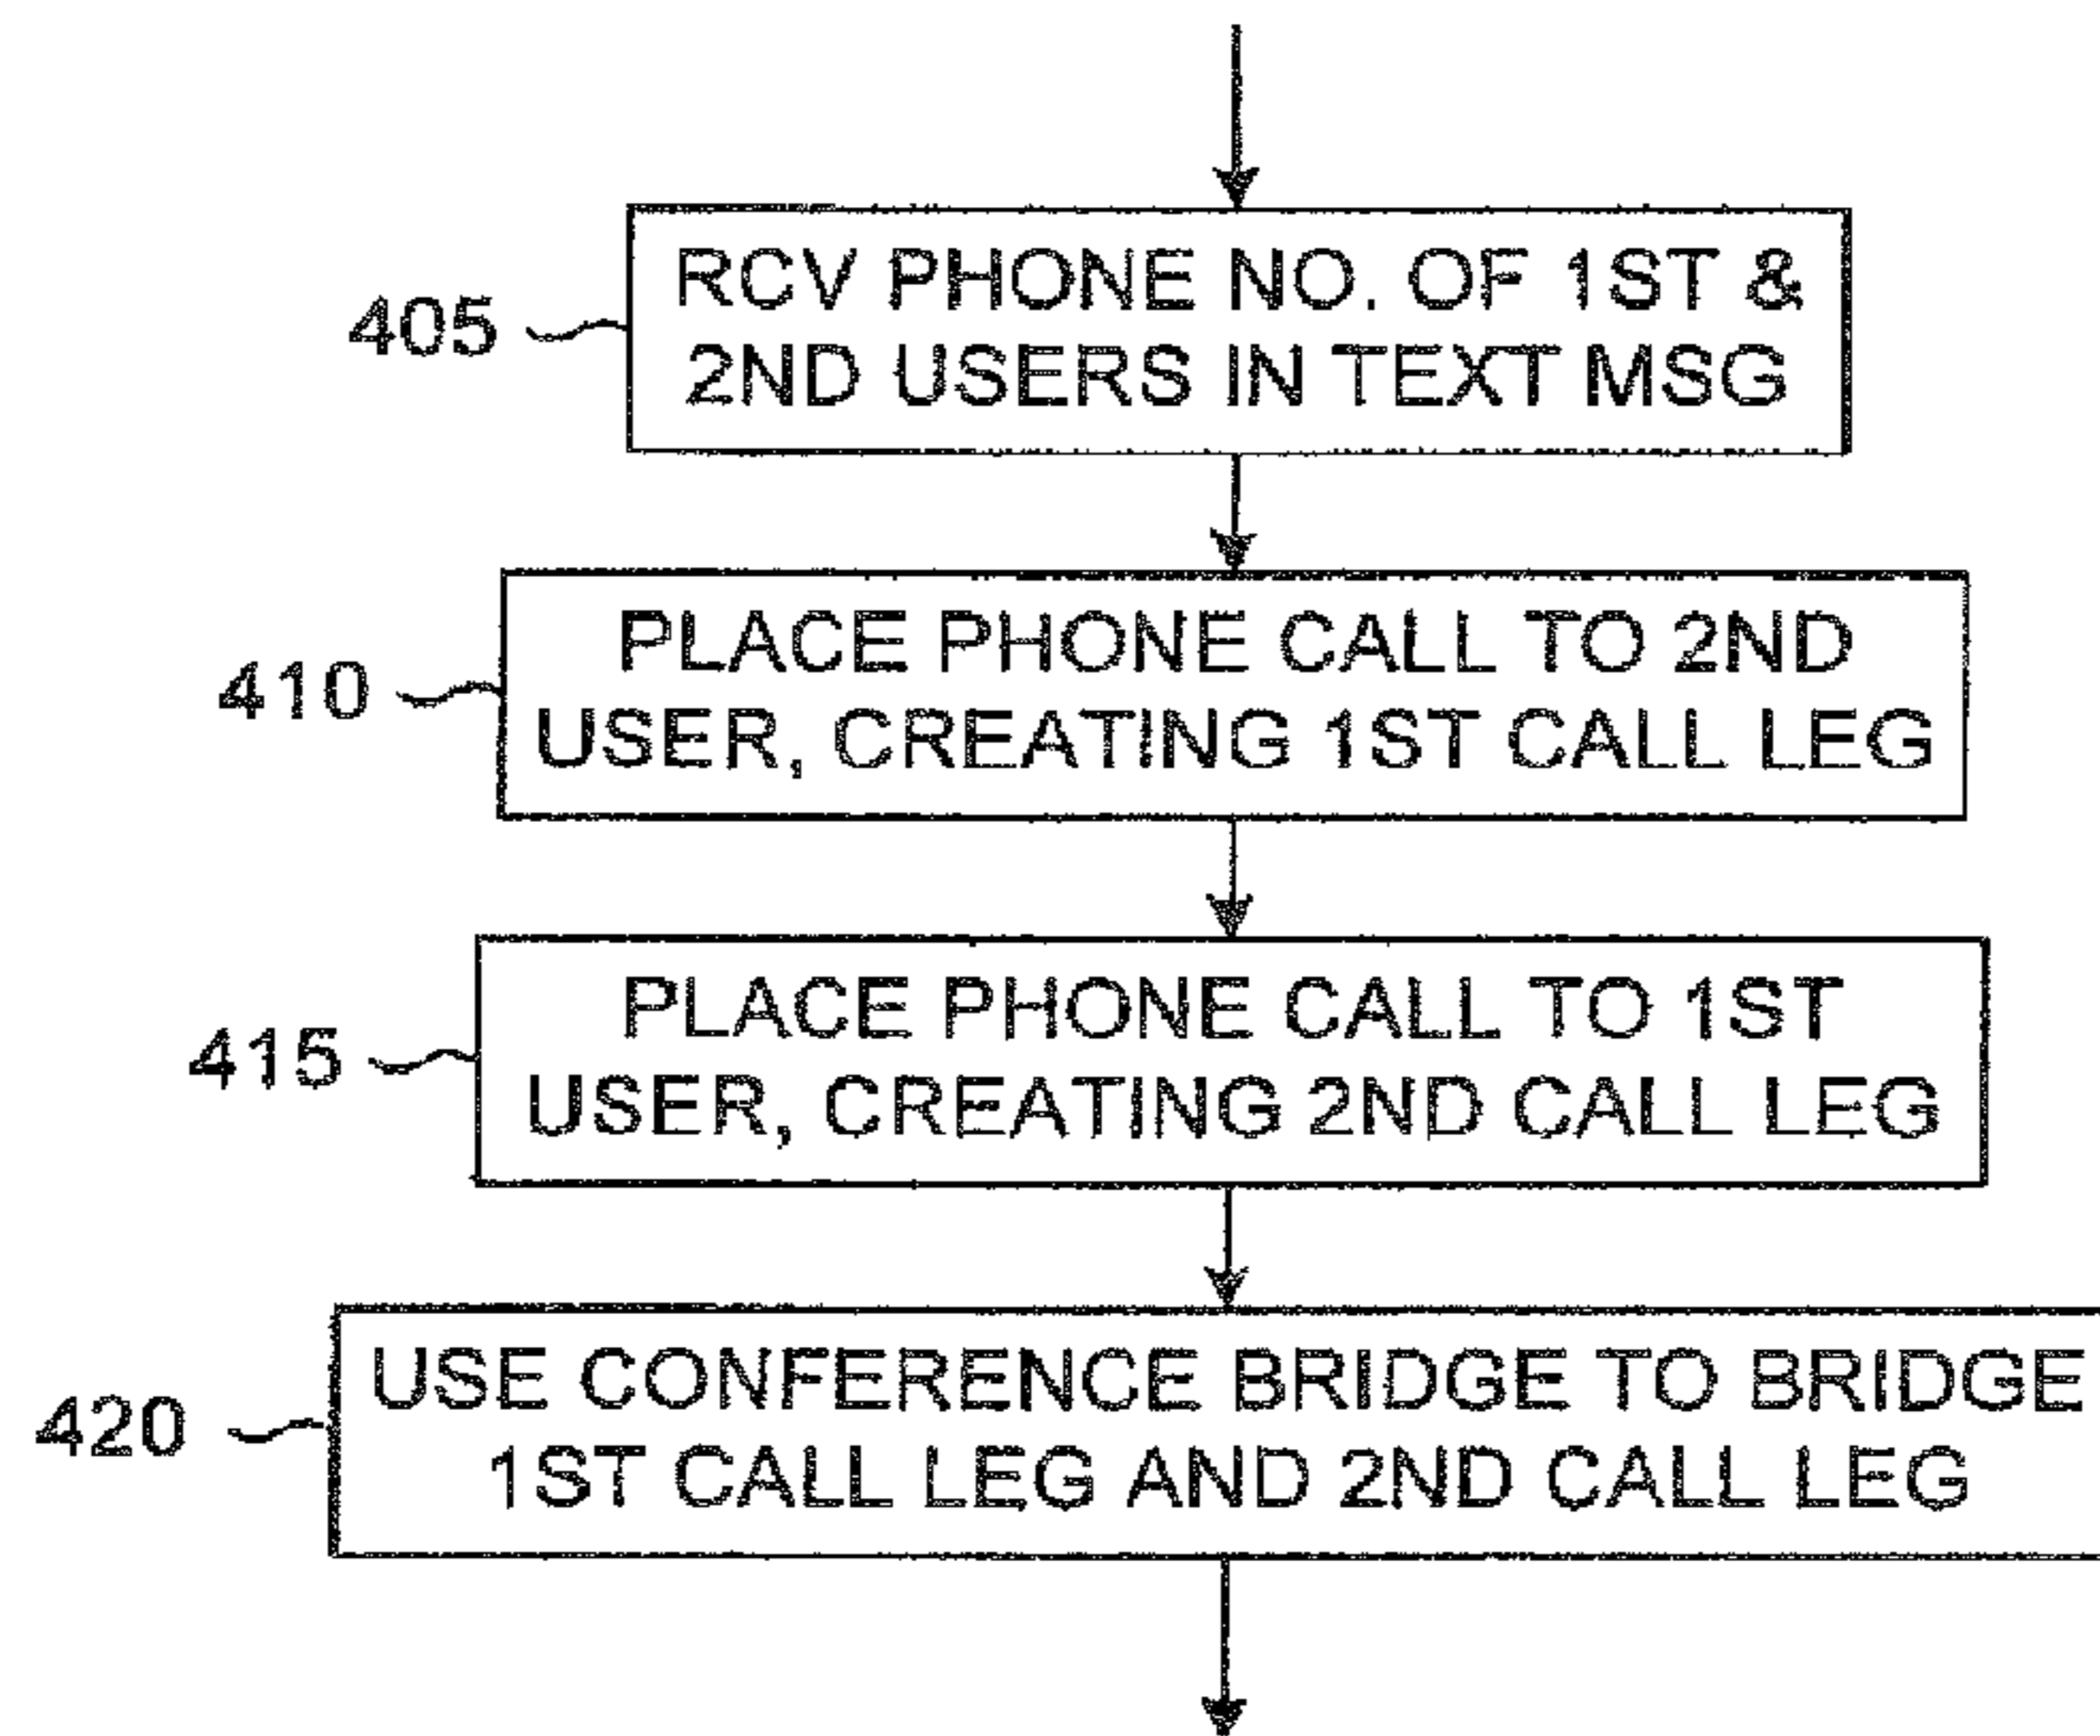 405
RCV PHONE NO. OF 1ST &
2ND USERS IN TEXT MSG
410
PLACE PHONE CALL TO 2ND
USER, CREATING 1ST CALL LEG
415
PLACE PHONE CALL TO 1ST
USER, CREATING 2ND CALL LEG
420
USE CONFERENCE BRIDGE TO BRIDGE
1ST CALL LEG AND 2ND CALL LEG